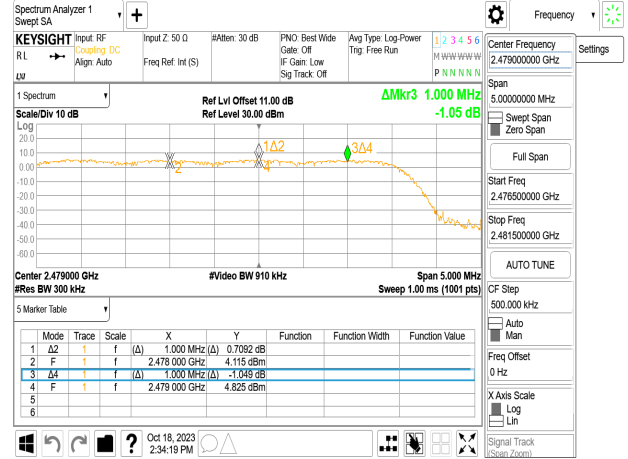 Spectrum Analyzer 1
Swept SA
Frequency
KEYSIGHT
RL
Input: RF
Coupling: DC
Align: Auto
Input Z: 50 Ω
Freq Ref: Int (S)
#Atten: 30 dB
PNO: Best Wide
Gate: Off
IF Gain: Low
Sig Track: Off
Avg Type: Log-Power
Trig: Free Run
1 2 3 4 5 6
M W W W W W
P N N N N N
Center Frequency
2.479000000 GHz
Settings
Span
5.00000000 MHz
Swept Span
Zero Span
Full Span
Start Freq
2.476500000 GHz
Stop Freq
2.481500000 GHz
AUTO TUNE
CF Step
500.000 kHz
Auto
Man
Freq Offset
0 Hz
X Axis Scale
Log
Lin
Signal Track
(Span Zoom)
1 Spectrum
Scale/Div 10 dB
Ref Lvl Offset 11.00 dB
Ref Level 30.00 dBm
ΔMkr3 1.000 MHz
-1.05 dB
Log
20.0
10.0
0.00
-10.0
-20.0
-30.0
-40.0
-50.0
-60.0
2
1Δ2
4
3Δ4
Center 2.479000 GHz
#Res BW 300 kHz
#Video BW 910 kHz
Span 5.000 MHz
Sweep 1.00 ms (1001 pts)
5 Marker Table
Mode Trace Scale X Y Function Function Width Function Value
1 Δ2 1 f (Δ) 1.000 MHz (Δ) 0.7092 dB
2 F 1 f 2.478 000 GHz 4.115 dBm
3 Δ4 1 f (Δ) 1.000 MHz (Δ) -1.049 dB
4 F 1 f 2.479 000 GHz 4.825 dBm
5
6
?
Oct 18, 2023
2:34:19 PM